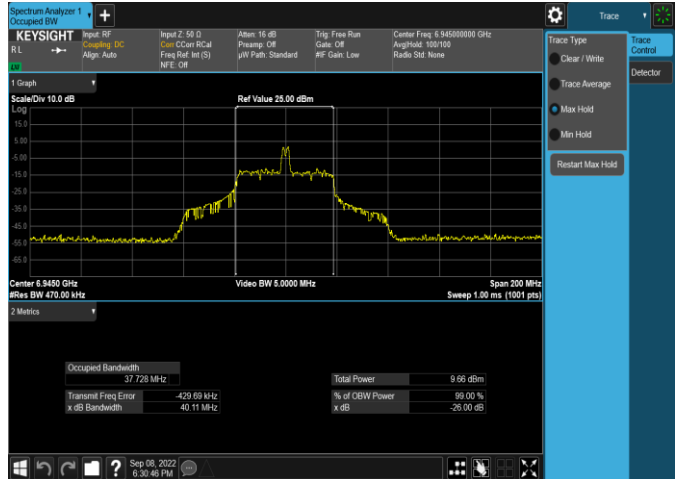 Spectrum Analyzer 1
Occupied BW
Trace
KEYSIGHT
Input: RF
Input Z: 50 Ω
Atten: 16 dB
Trig: Free Run
Center Freq: 6.945000000 GHz
RL
Coupling: DC
Corr CCorr RCal
Preamp: Off
Gate: Off
Avg|Hold: 100/100
Align: Auto
Freq Ref: Int (S)
µW Path: Standard
#IF Gain: Low
Radio Std: None
NFE: Off
Trace Type
Clear / Write
Trace Average
Max Hold
Min Hold
Restart Max Hold
Trace
Control
Detector
1 Graph
Scale/Div 10.0 dB
Ref Value 25.00 dBm
Log
15.0
5.00
-5.00
-15.0
-25.0
-35.0
-45.0
-55.0
-65.0
Center 6.9450 GHz
Video BW 5.0000 MHz
Span 200 MHz
#Res BW 470.00 kHz
Sweep 1.00 ms (1001 pts)
2 Metrics
Occupied Bandwidth
37.728 MHz
Total Power
9.66 dBm
Transmit Freq Error
-429.69 kHz
% of OBW Power
99.00 %
x dB Bandwidth
40.11 MHz
x dB
-26.00 dB
?
Sep 08, 2022
6:30:46 PM